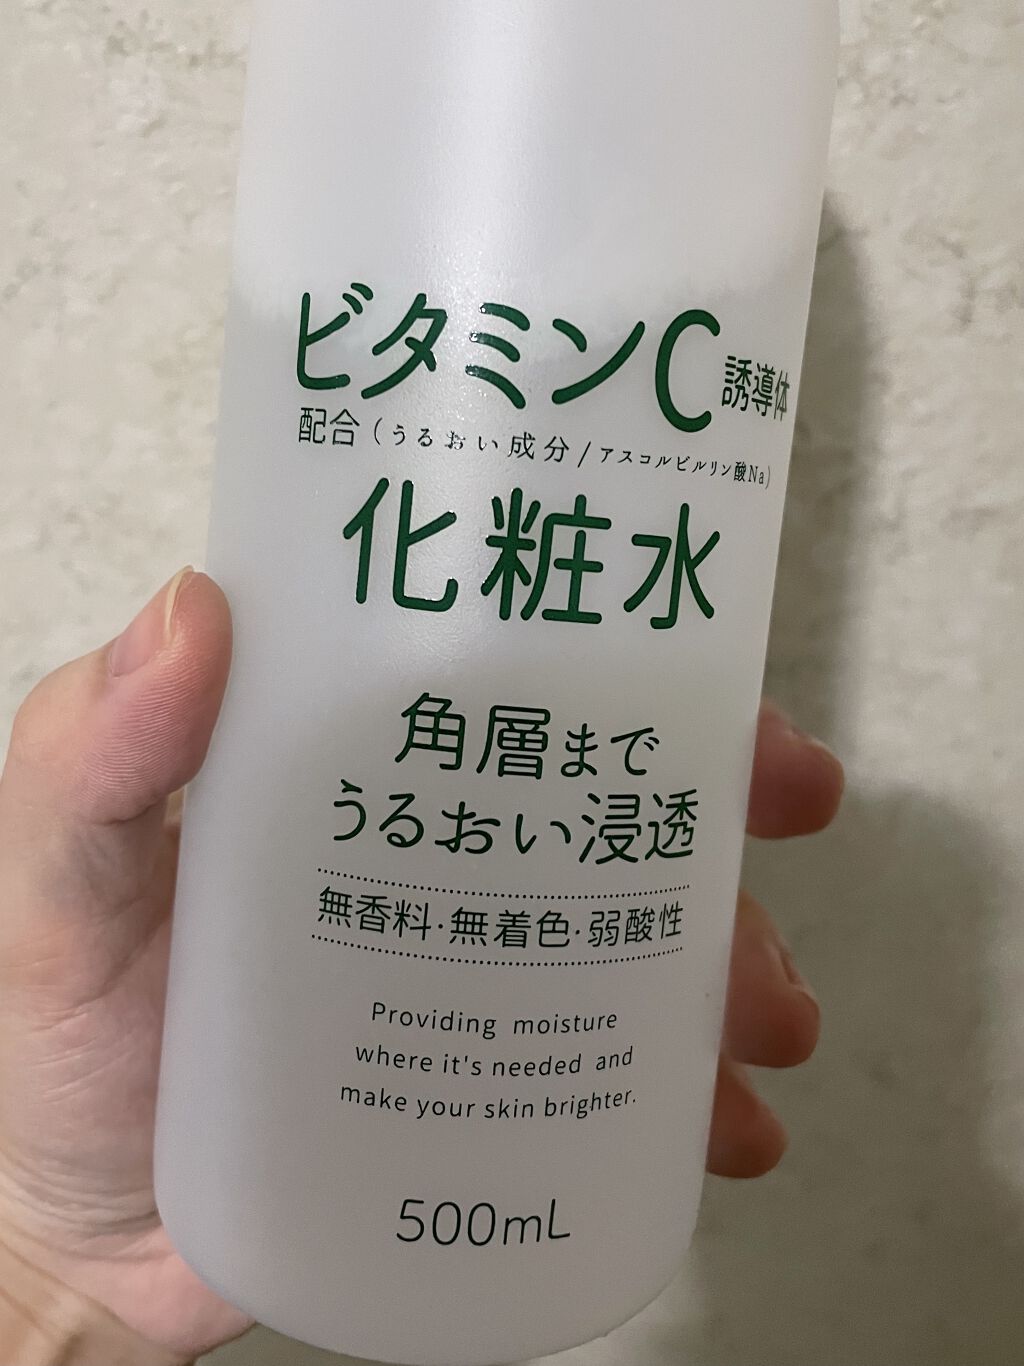 ビタミンC誘導体
配合(うるおい成分/アスコルビルリン酸Na)
化粧水
角層まで
うるおい浸透
無香料・無着色・弱酸性
Providing moisture
where it's needed and
make your skin brighter.
500mL